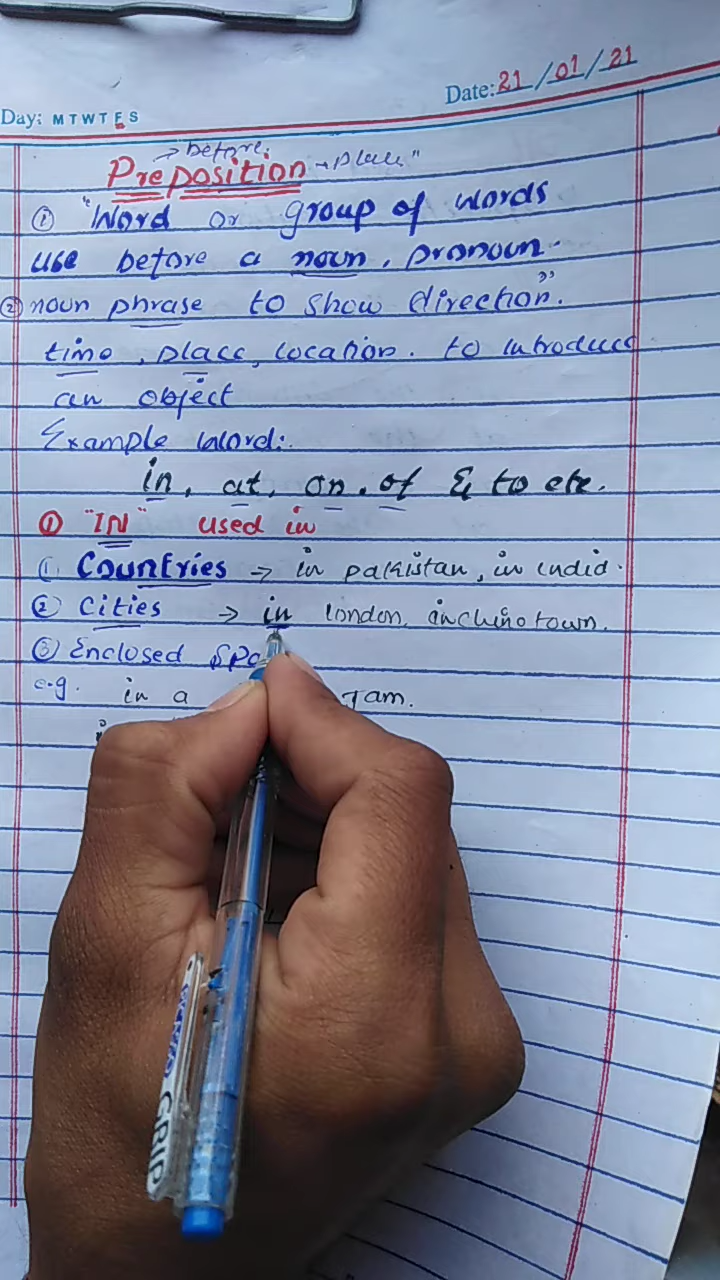 Date: 21/01/21
Day: M T W T F S
→ before.
Preposition → place"
① "Word or group of words
use before a noun, pronoun.
② noun phrase to show direction.”
time, place, location. to introduce
an object
Example word:.
in, at, on, of & to etc.
① "IN" used in
① Countries → in pakistan, in india.
② Cities → in london, in
③ Enclosed
e.g. in a
GRIP